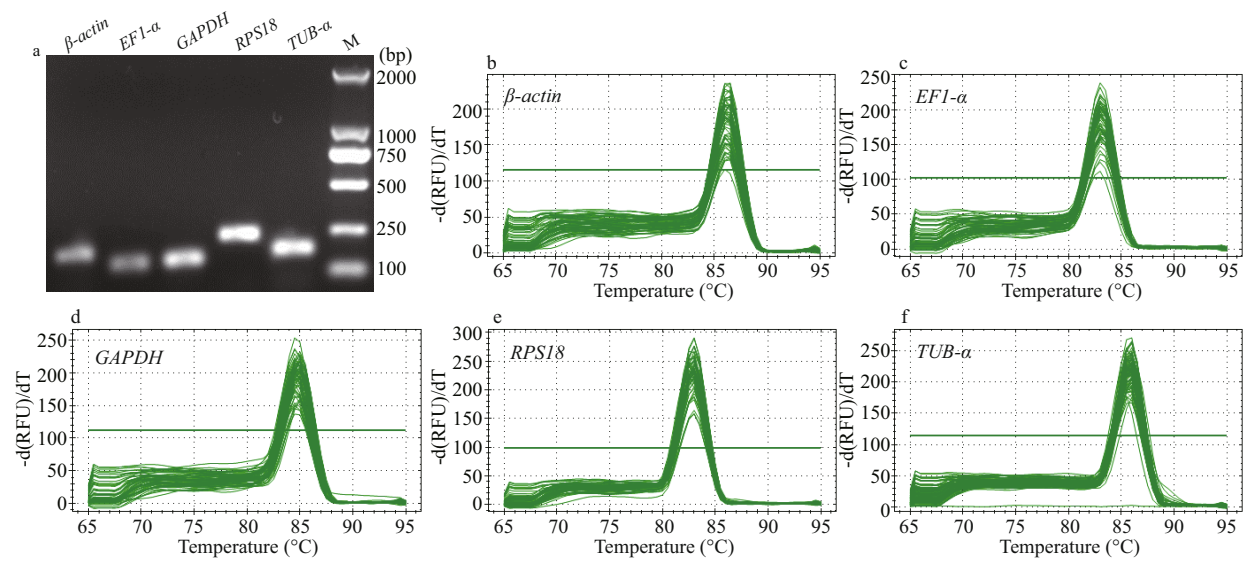 a
β-actin EF1-α GAPDH RPS18 TUB-α M (bp)
2000
1000
750
500
250
100
b
β-actin
-d(RFU)/dT
200
150
100
50
0
65 70 75 80 85 90 95
Temperature (°C)
c
EF1-α
-d(RFU)/dT
250
200
150
100
50
0
65 70 75 80 85 90 95
Temperature (°C)
d
GAPDH
-d(RFU)/dT
250
200
150
100
50
0
65 70 75 80 85 90 95
Temperature (°C)
e
RPS18
-d(RFU)/dT
300
250
200
150
100
50
0
65 70 75 80 85 90 95
Temperature (°C)
f
TUB-α
-d(RFU)/dT
250
200
150
100
50
0
65 70 75 80 85 90 95
Temperature (°C)